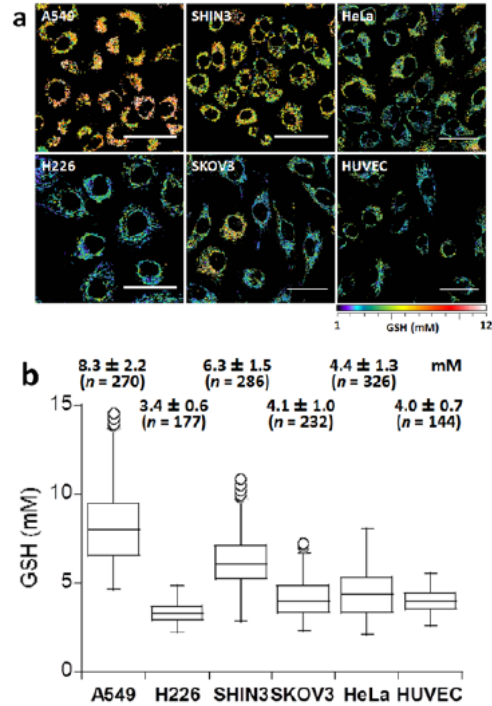 a
A549 SHIN3 HeLa
H226 SKOV3 HUVEC
1 12
GSH (mM)
b
8.3 ± 2.2 6.3 ± 1.5 4.4 ± 1.3 mM
(n = 270) (n = 286) (n = 326)
3.4 ± 0.6 4.1 ± 1.0 4.0 ± 0.7
(n = 177) (n = 232) (n = 144)
15
10
5
0
GSH (mM)
A549 H226 SHIN3 SKOV3 HeLa HUVEC